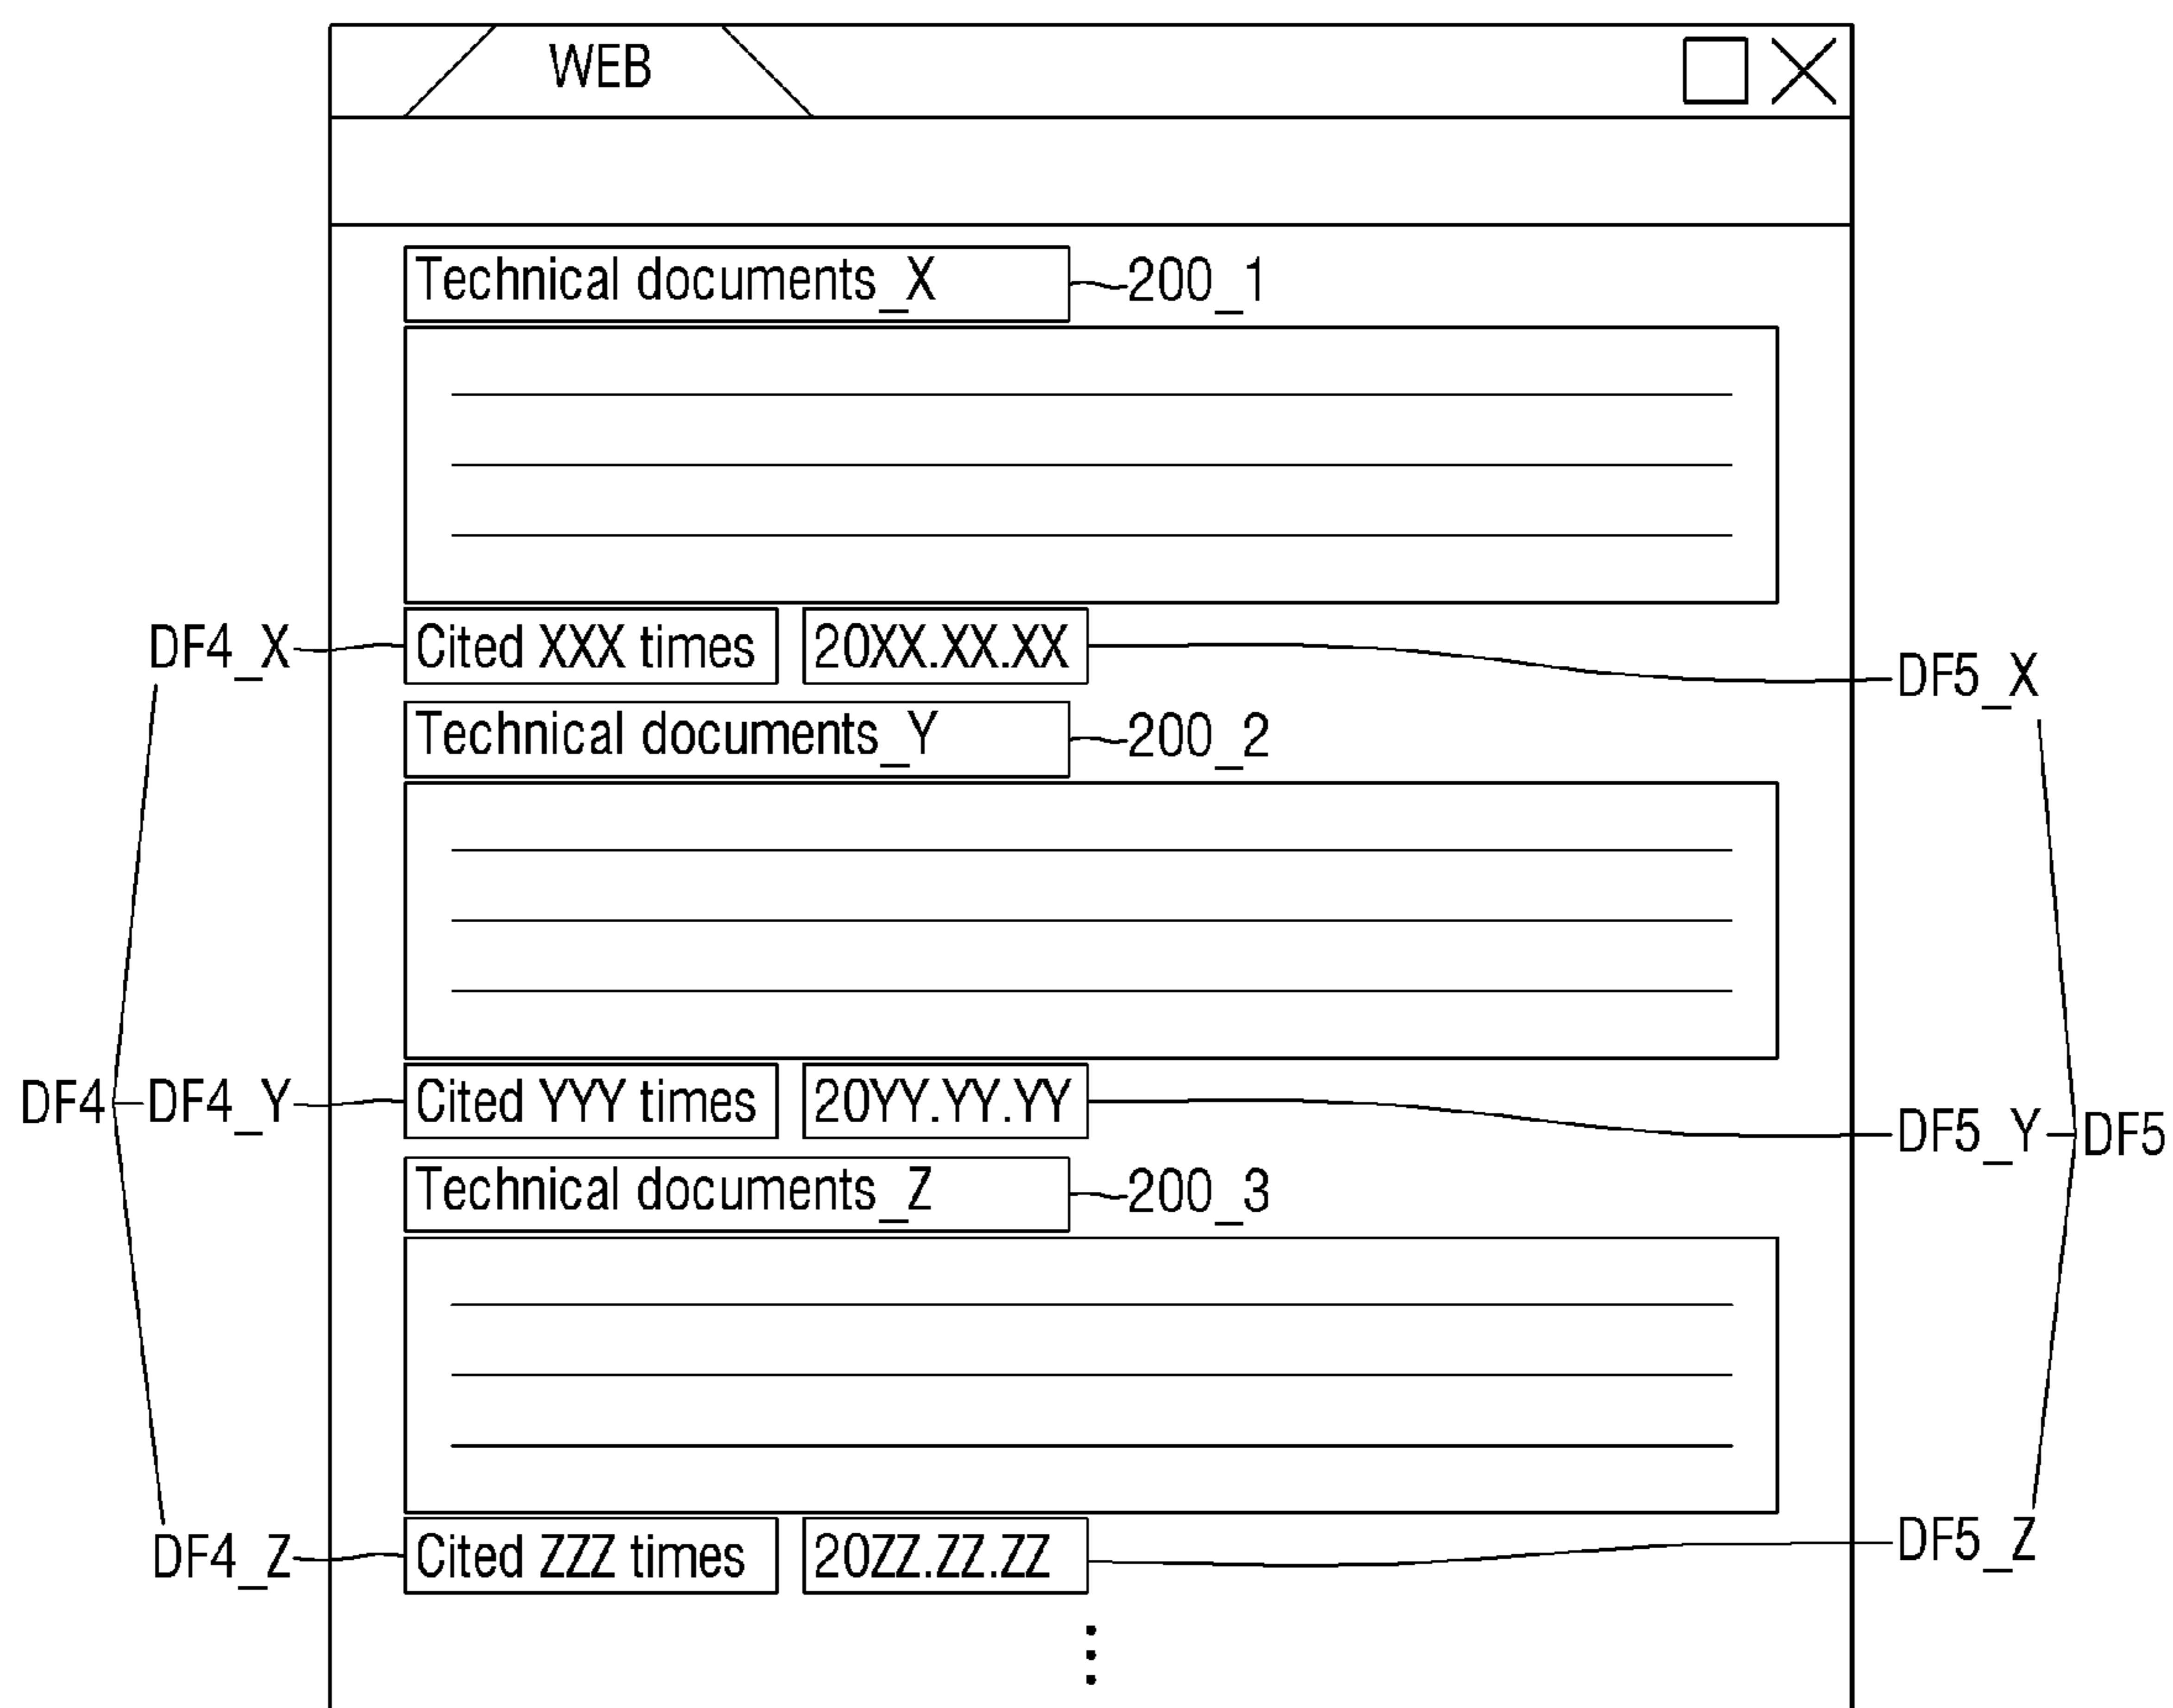 WEB
Technical documents_X 200_1
DF4_X Cited XXX times 20XX.XX.XX DF5_X
Technical documents_Y 200_2
DF4 DF4_Y Cited YYY times 20YY.YY.YY DF5_Y DF5
Technical documents_Z 200_3
DF4_Z Cited ZZZ times 20ZZ.ZZ.ZZ DF5_Z